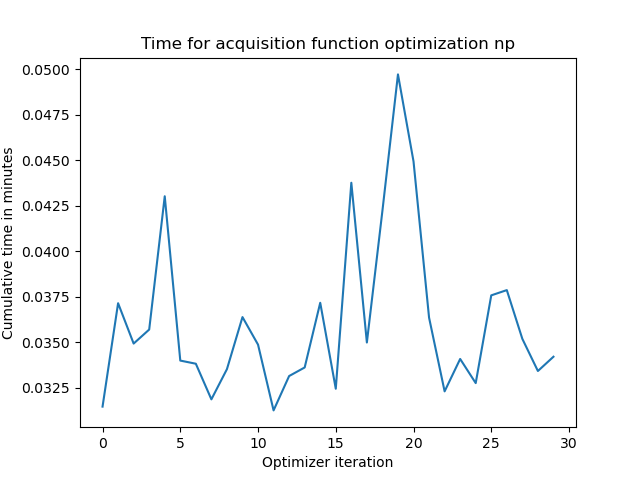 Time for acquisition function optimization np
Cumulative time in minutes
0.0500
0.0475
0.0450
0.0425
0.0400
0.0375
0.0350
0.0325
0 5 10 15 20 25 30
Optimizer iteration